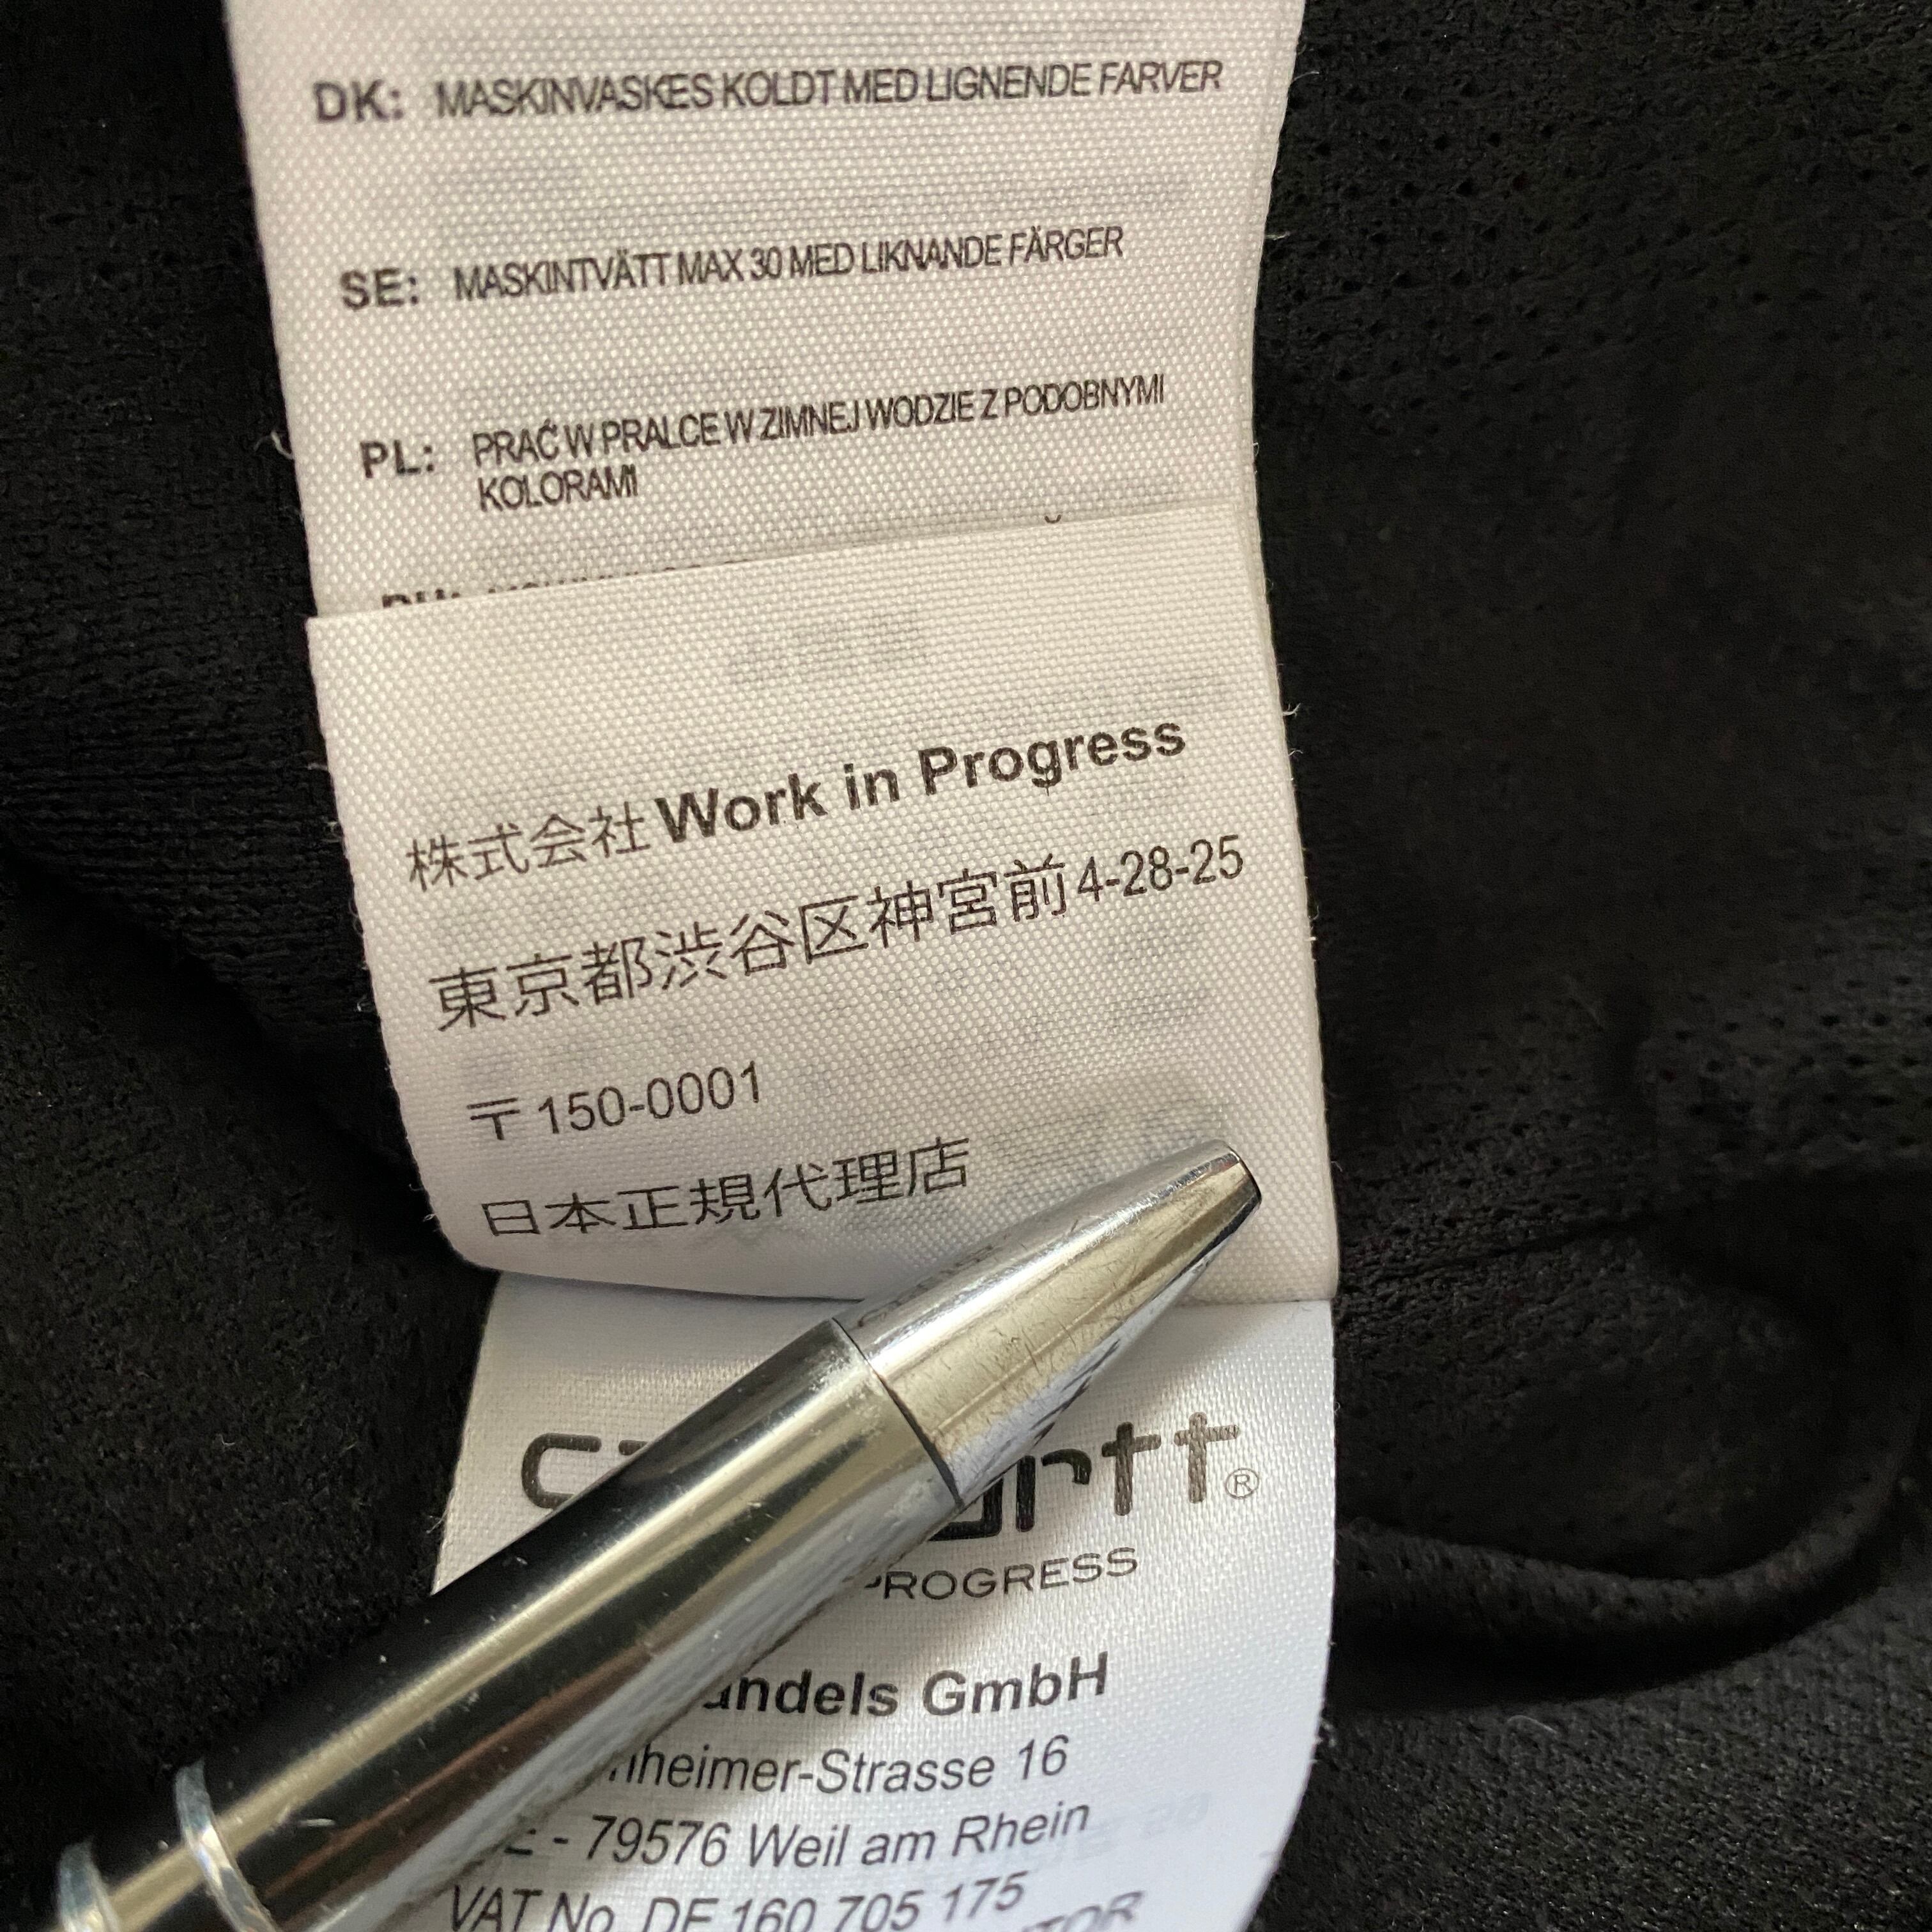 DK: MASKINVASKES KOLDT MED LIGNENDE FARVER
SE: MASKINTVÄTT MAX 30 MED LIKNANDE FÄRGER
PL: PRAĆ W PRALCE W ZIMNEJ WODZIE Z PODOBNYMI
KOLORAMI
株式会社 Work in Progress
東京都渋谷区神宮前 4-28-25
〒150-0001
日本正規代理店
PROGRESS
GmbH
-Strasse 16
- 79576 Weil am Rhein
VAT No. DE 160 705 175